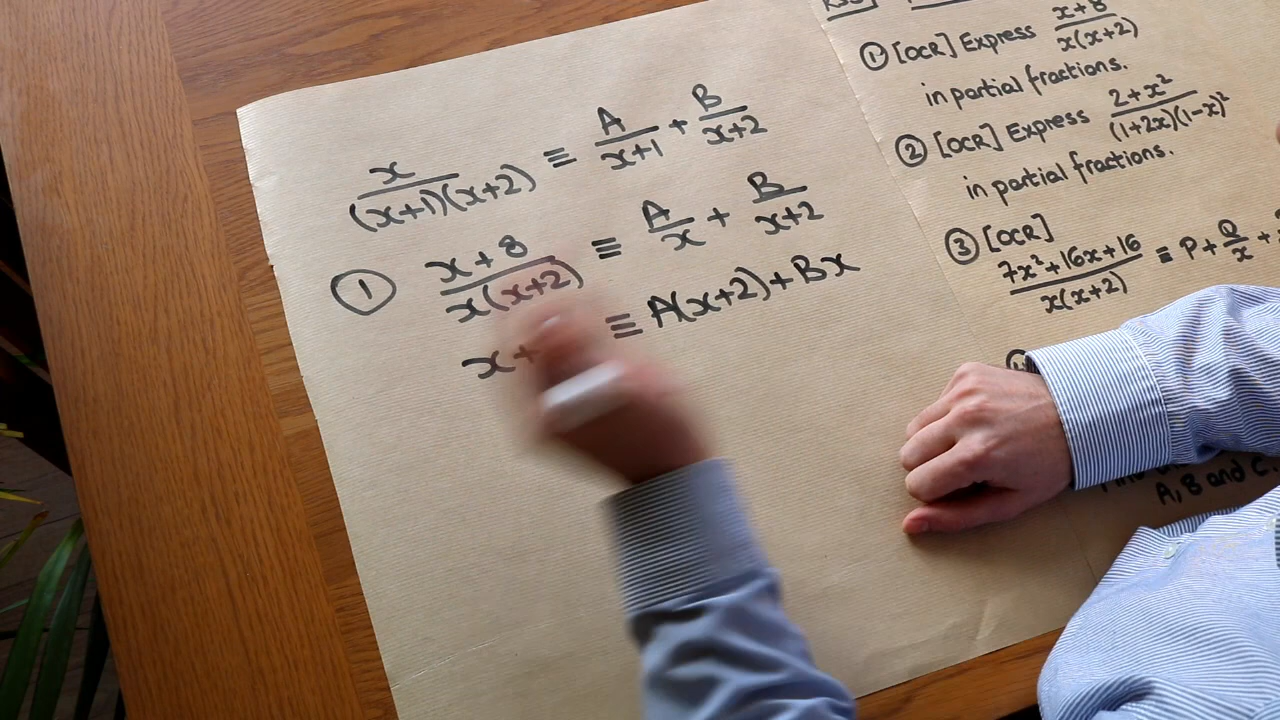 x/((x+1)(x+2)) ≡ A/(x+1) + B/(x+2)
① (x+8)/(x(x+2)) ≡ A/x + B/(x+2)
x+ ≡ A(x+2)+Bx
① [OCR] Express (x+8)/(x(x+2))
in partial fractions.
② [OCR] Express (2+x²)/((1+2x)(1-x)²)
in partial fractions.
③ [OCR]
(7x²+16x+16)/(x(x+2)) ≡ P + Q/x +
A, B and C.